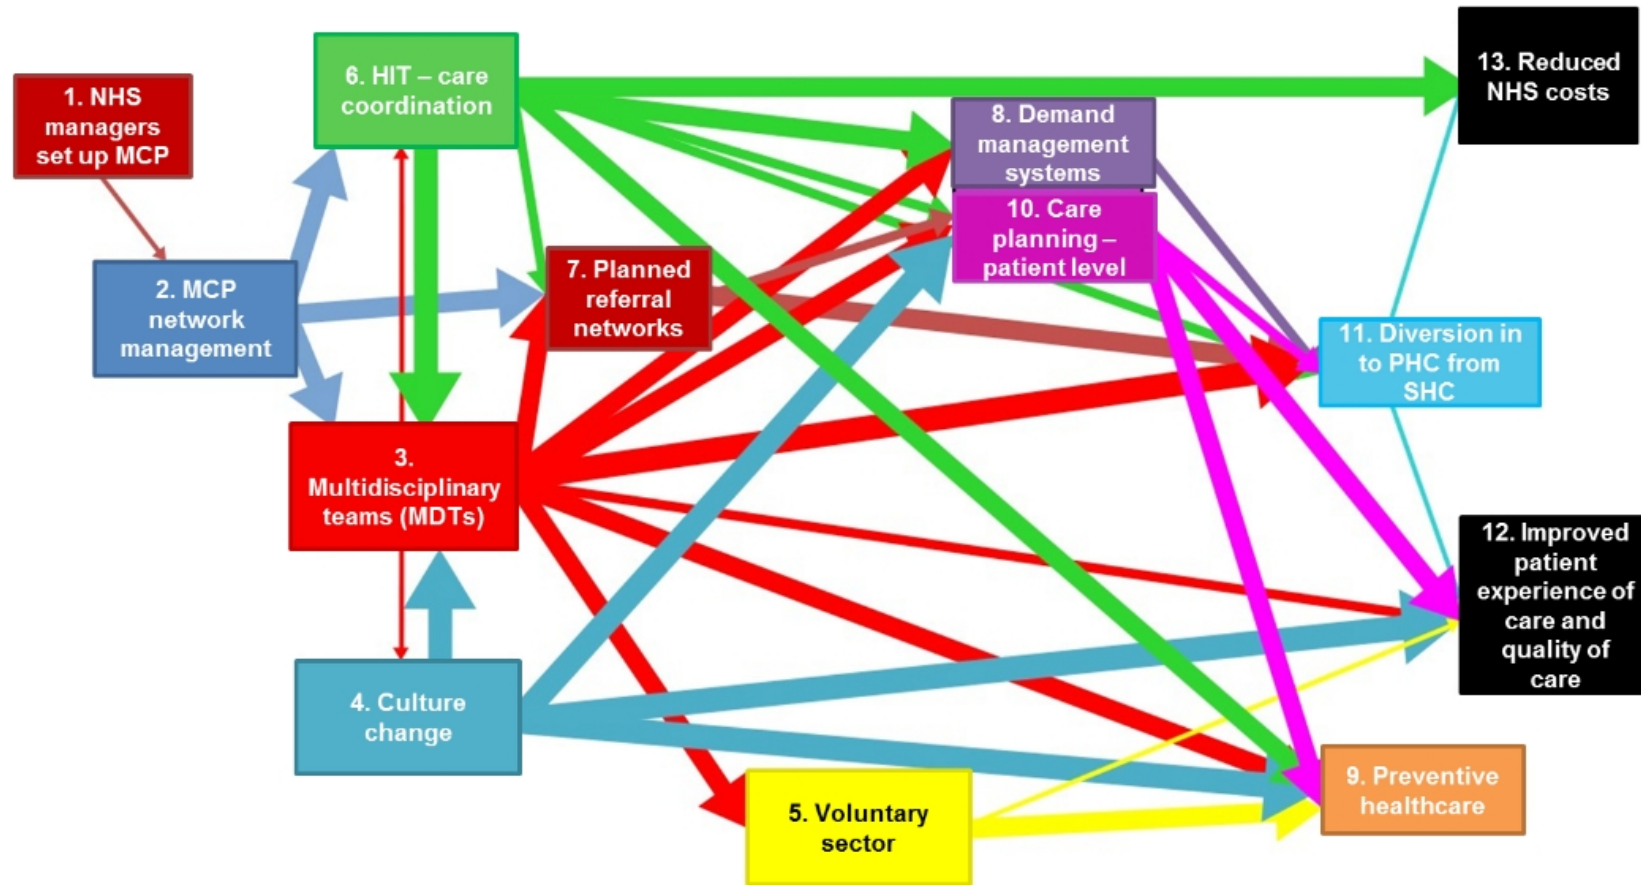 1. NHS
managers
set up MCP
2. MCP
network
management
6. HIT – care
coordination
3.
Multidisciplinary
teams (MDTs)
4. Culture
change
7. Planned
referral
networks
5. Voluntary
sector
8. Demand
management
systems
10. Care
planning –
patient level
13. Reduced
NHS costs
11. Diversion in
to PHC from
SHC
12. Improved
patient
experience of
care and
quality of
care
9. Preventive
healthcare